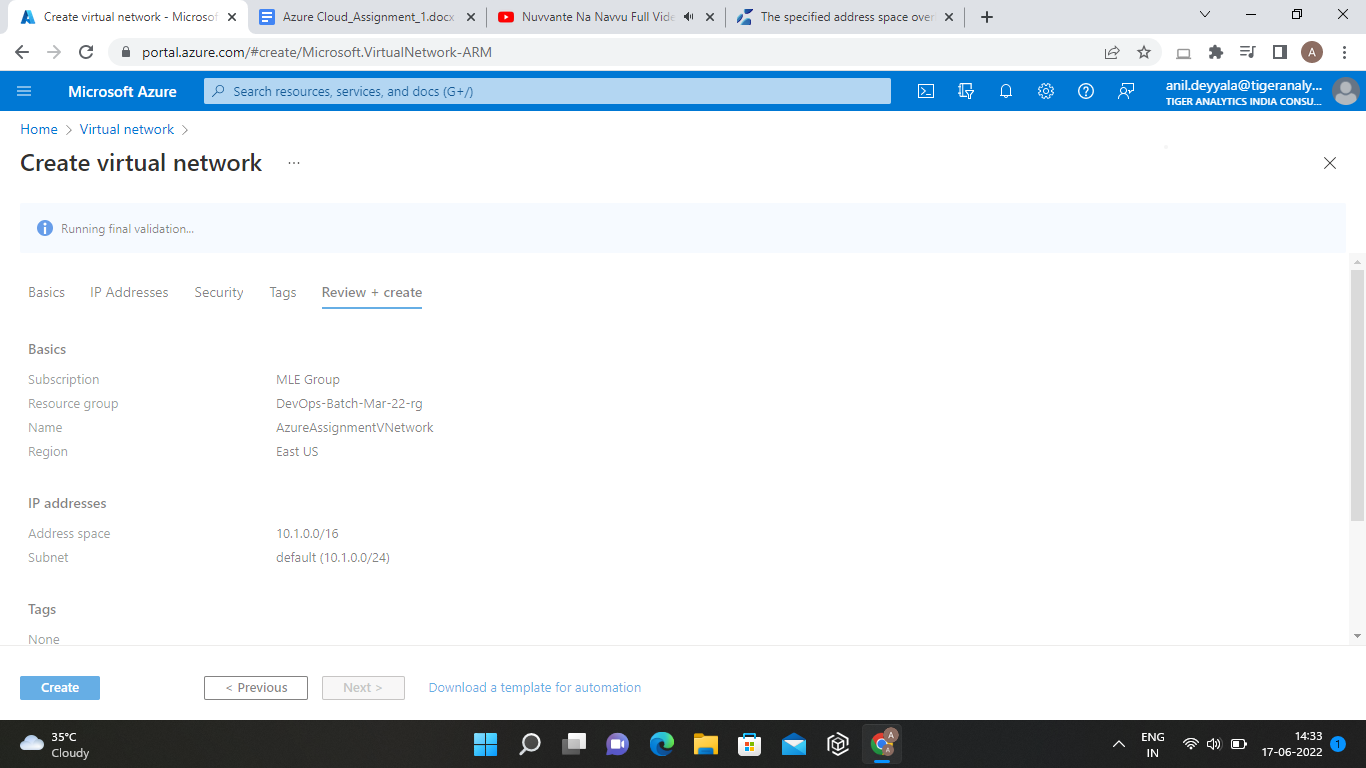 Create virtual network - Microsof
Azure Cloud_Assignment_1.docx
Nuvvante Na Navvu Full Vide
The specified address space over
portal.azure.com/#create/Microsoft.VirtualNetwork-ARM
A
Microsoft Azure
Search resources, services, and docs (G+/)
anil.deyyala@tigeranaly...
TIGER ANALYTICS INDIA CONSU...
Home > Virtual network >
Create virtual network ...
Running final validation...
Basics IP Addresses Security Tags Review + create
Basics
Subscription MLE Group
Resource group DevOps-Batch-Mar-22-rg
Name AzureAssignmentVNetwork
Region East US
IP addresses
Address space 10.1.0.0/16
Subnet default (10.1.0.0/24)
Tags
None
Create < Previous Next > Download a template for automation
35°C
Cloudy
A
A
ENG
IN
14:33
17-06-2022
1